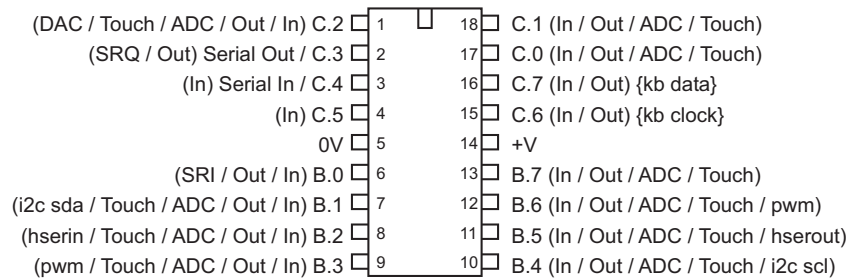 (DAC / Touch / ADC / Out / In) C.2 1 18 C.1 (In / Out / ADC / Touch)
(SRQ / Out) Serial Out / C.3 2 17 C.0 (In / Out / ADC / Touch)
(In) Serial In / C.4 3 16 C.7 (In / Out) {kb data}
(In) C.5 4 15 C.6 (In / Out) {kb clock}
0V 5 14 +V
(SRI / Out / In) B.0 6 13 B.7 (In / Out / ADC / Touch)
(i2c sda / Touch / ADC / Out / In) B.1 7 12 B.6 (In / Out / ADC / Touch / pwm)
(hserin / Touch / ADC / Out / In) B.2 8 11 B.5 (In / Out / ADC / Touch / hserout)
(pwm / Touch / ADC / Out / In) B.3 9 10 B.4 (In / Out / ADC / Touch / i2c scl)